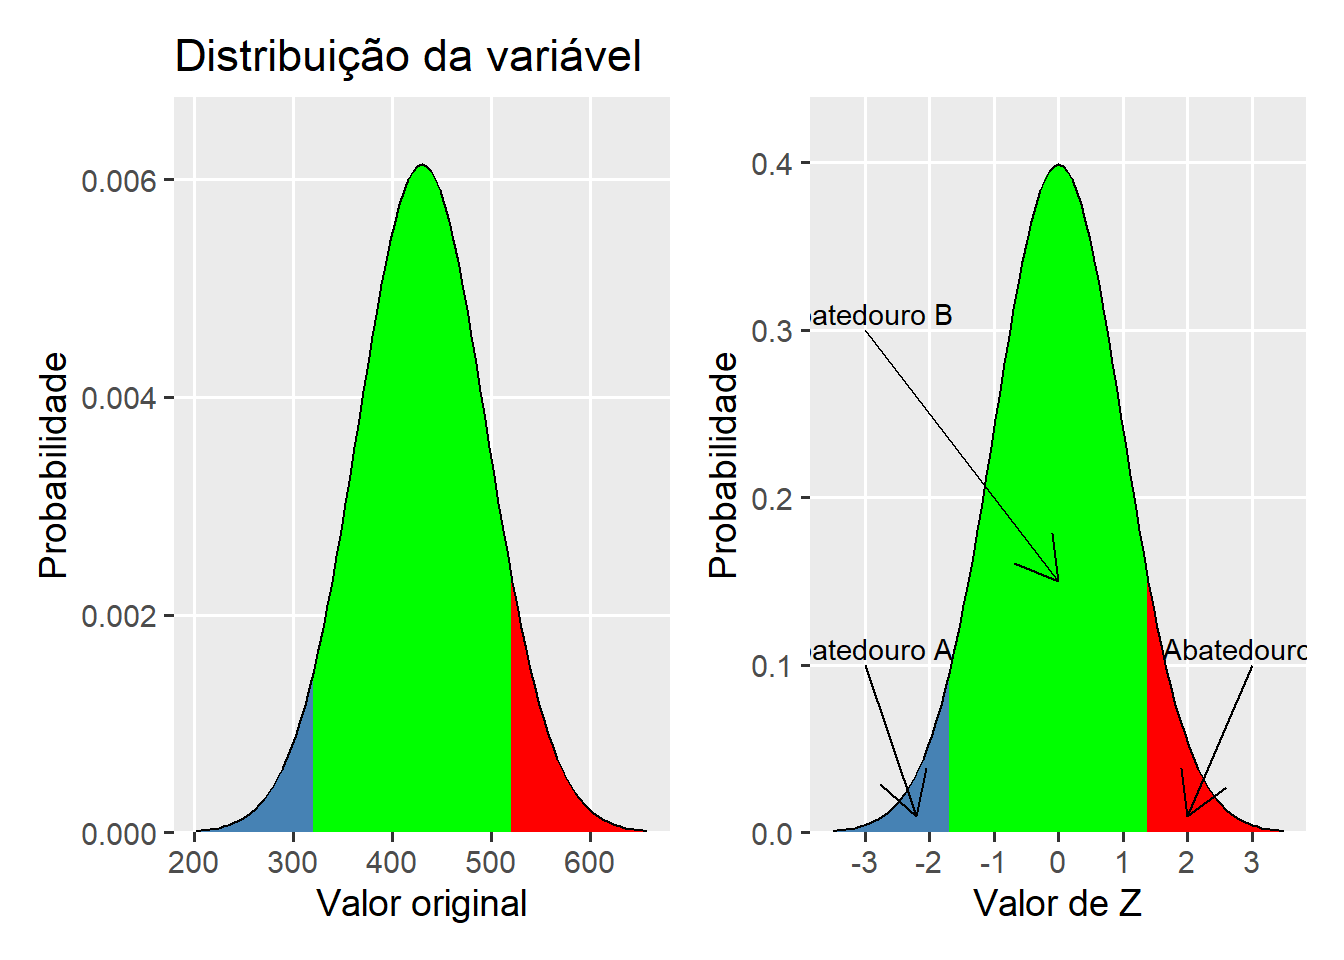 Distribuição da variável
Probabilidade
0.006
0.004
0.002
0.000
200 300 400 500 600
Valor original
Probabilidade
0.4
0.3
0.2
0.1
0.0
batedouro B
batedouro A
Abatedouro
-3 -2 -1 0 1 2 3
Valor de Z